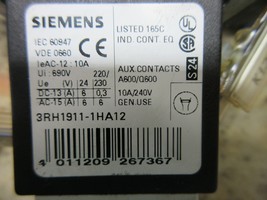 SIEMENS
LISTED 165C
IND. CONT. EQ
IEC 60947
VDE 0660
IeAC-12 : 10A
Ui : 690V 220/
Ue (V) 24 230
DC-13 (A) 6 0,3
AC-15 (A) 6 6
AUX CONTACTS
A600/Q600
10A/240V
GEN USE
S 24
3RH1911-1HA12
4 011209 267367